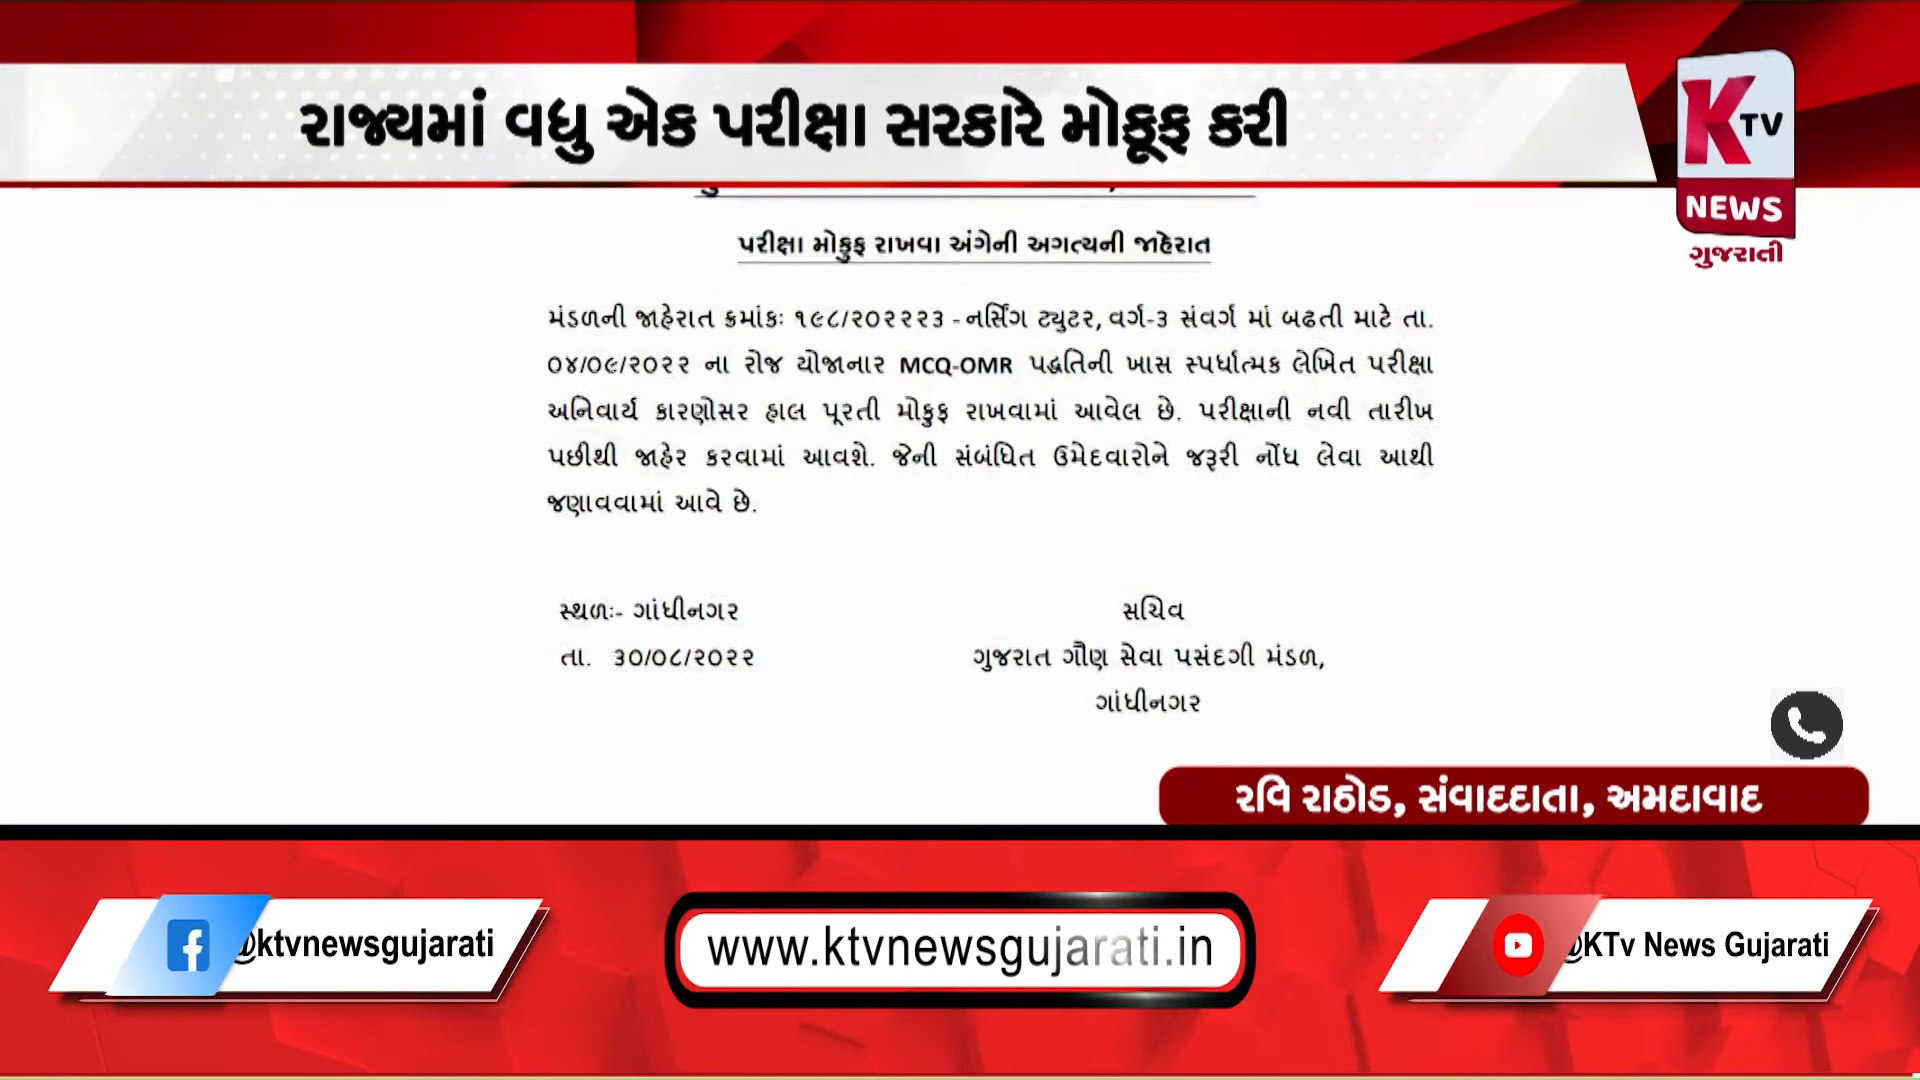 રાજ્યમાં વધુ એક પરીક્ષા સરકારે મોકૂફ કરી
K TV
NEWS
ગુજરાતી
પરીક્ષા મોકુફ રાખવા અંગેની અગત્યની જાહેરાત
મંડળની જાહેરાત ક્રમાંકઃ ૧૯૮/૨૦૨૨૨૩ - નર્સિંગ ટ્યુટર, વર્ગ-૩ સંવર્ગ માં બઢતી માટે તા.
૦૪/૦૯/૨૦૨૨ ના રોજ યોજાનાર MCQ-OMR પદ્ધતિની ખાસ સ્પર્ધાત્મક લેખિત પરીક્ષા
અનિવાર્ય કારણોસર હાલ પૂરતી મોકુફ રાખવામાં આવેલ છે. પરીક્ષાની નવી તારીખ
પછીથી જાહેર કરવામાં આવશે. જેની સંબંધિત ઉમેદવારોને જરૂરી નોંધ લેવા આથી
જણાવવામાં આવે છે.
સ્થળઃ- ગાંધીનગર સચિવ
તા. ૩૦/૦૮/૨૦૨૨ ગુજરાત ગૌણ સેવા પસંદગી મંડળ,
ગાંધીનગર
રવિ રાઠોડ, સંવાદદાતા, અમદાવાદ
@ktvnewsgujarati www.ktvnewsgujarati.in @KTv News Gujarati